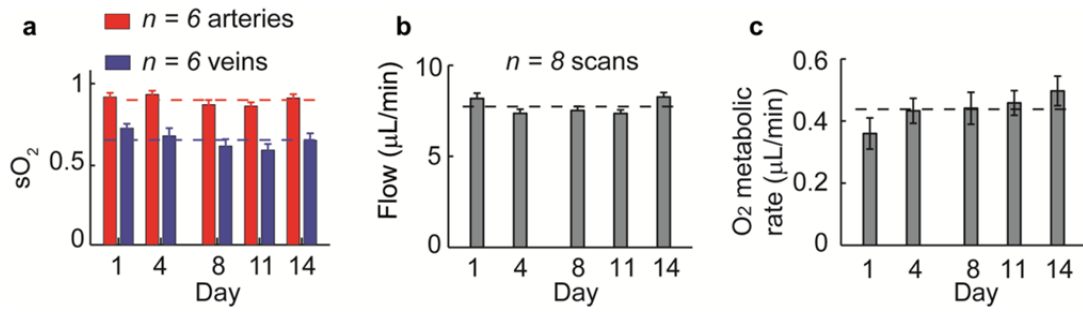 a
n = 6 arteries
n = 6 veins
1
0.5
0
sO2
1 4 8 11 14
Day
b
n = 8 scans
10
5
0
Flow (μL/min)
1 4 8 11 14
Day
c
0.6
0.4
0.2
0
O2 metabolic
rate (μL/min)
1 4 8 11 14
Day